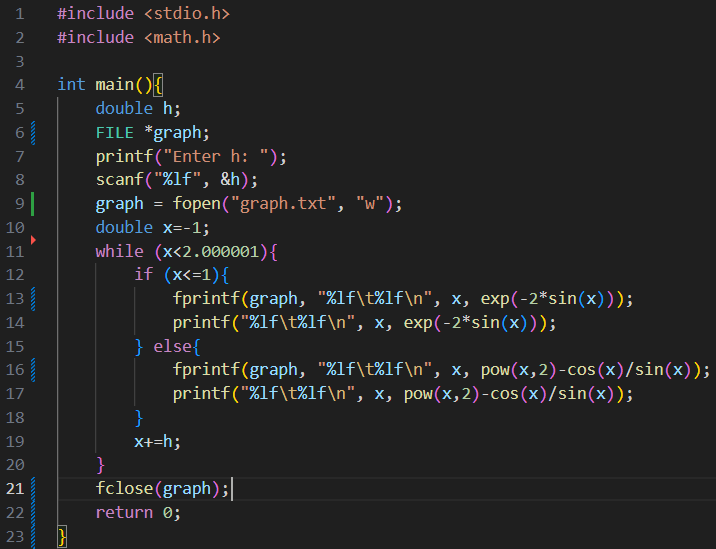 1 #include <stdio.h>
2 #include <math.h>
3
4 int main(){
5     double h;
6     FILE *graph;
7     printf("Enter h: ");
8     scanf("%lf", &h);
9     graph = fopen("graph.txt", "w");
10     double x=-1;
11     while (x<2.000001){
12         if (x<=1){
13             fprintf(graph, "%lf\t%lf\n", x, exp(-2*sin(x)));
14             printf("%lf\t%lf\n", x, exp(-2*sin(x)));
15         } else{
16             fprintf(graph, "%lf\t%lf\n", x, pow(x,2)-cos(x)/sin(x));
17             printf("%lf\t%lf\n", x, pow(x,2)-cos(x)/sin(x));
18         }
19         x+=h;
20     }
21     fclose(graph);
22     return 0;
23 }